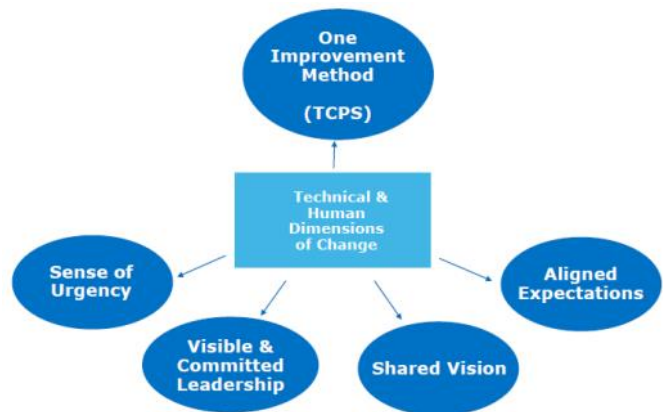 One
Improvement
Method
(TCPS)
Technical &
Human
Dimensions
of Change
Sense of
Urgency
Aligned
Expectations
Visible &
Committed
Leadership
Shared Vision